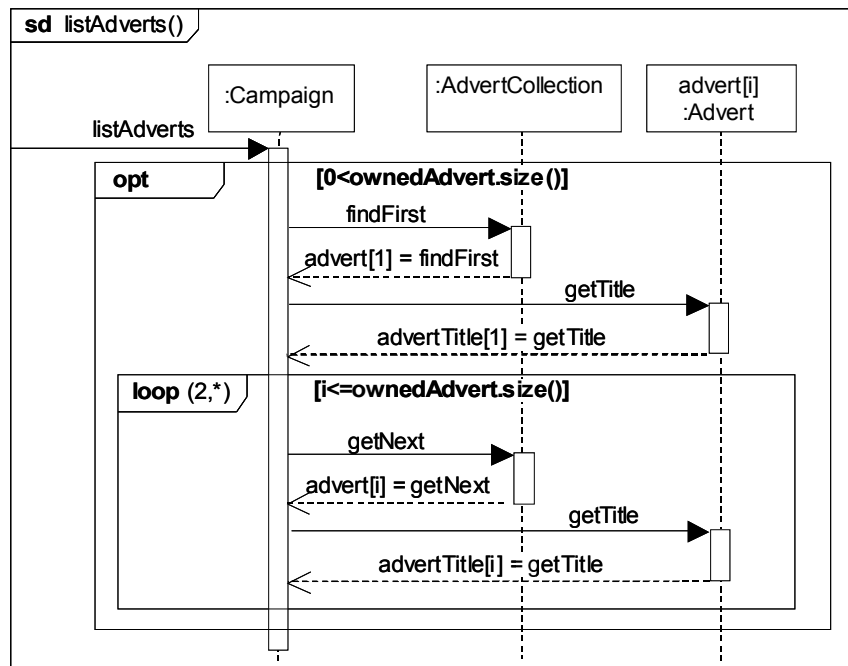 sd listAdverts()
:Campaign
:AdvertCollection
advert[i]
:Advert
listAdverts
opt
[0<ownedAdvert.size()]
findFirst
advert[1] = findFirst
getTitle
advertTitle[1] = getTitle
loop (2,*)
[i<=ownedAdvert.size()]
getNext
advert[i] = getNext
getTitle
advertTitle[i] = getTitle